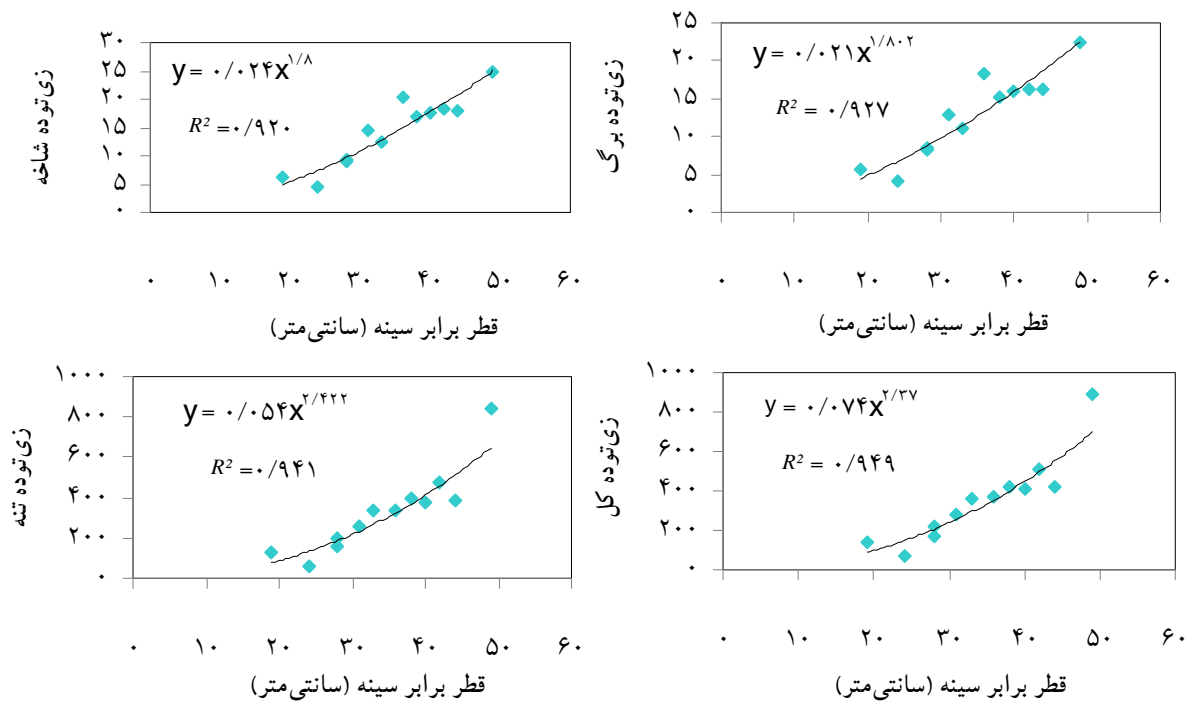 زی‌توده شاخه
۳۰
۲۵
۲۰
۱۵
۱۰
۵
۰
y = ۰/۰۲۴x^۱/۸
R² = ۰/۹۲۰
۰ ۱۰ ۲۰ ۳۰ ۴۰ ۵۰ ۶۰
قطر برابر سینه (سانتی‌متر)
زی‌توده برگ
۲۵
۲۰
۱۵
۱۰
۵
۰
y = ۰/۰۲۱x^۱/۸۰۲
R² = ۰/۹۲۷
۰ ۱۰ ۲۰ ۳۰ ۴۰ ۵۰ ۶۰
قطر برابر سینه (سانتی‌متر)
زی‌توده تنه
۱۰۰۰
۸۰۰
۶۰۰
۴۰۰
۲۰۰
۰
y = ۰/۰۵۴x^۲/۴۲۲
R² = ۰/۹۴۱
۰ ۱۰ ۲۰ ۳۰ ۴۰ ۵۰ ۶۰
قطر برابر سینه (سانتی‌متر)
زی‌توده کل
۱۰۰۰
۸۰۰
۶۰۰
۴۰۰
۲۰۰
۰
y = ۰/۰۷۴x^۲/۳۷
R² = ۰/۹۴۹
۰ ۱۰ ۲۰ ۳۰ ۴۰ ۵۰ ۶۰
قطر برابر سینه (سانتی‌متر)